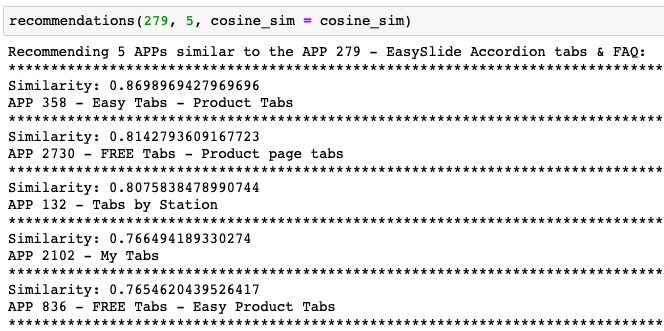 recommendations(279, 5, cosine_sim = cosine_sim)
Recommending 5 APPs similar to the APP 279 - EasySlide Accordion tabs & FAQ:
******************************************************************************
Similarity: 0.8698969427969696
APP 358 - Easy Tabs - Product Tabs
******************************************************************************
Similarity: 0.8142793609167723
APP 2730 - FREE Tabs - Product page tabs
******************************************************************************
Similarity: 0.8075838478990744
APP 132 - Tabs by Station
******************************************************************************
Similarity: 0.766494189330274
APP 2102 - My Tabs
******************************************************************************
Similarity: 0.7654620439526417
APP 836 - FREE Tabs - Easy Product Tabs
******************************************************************************